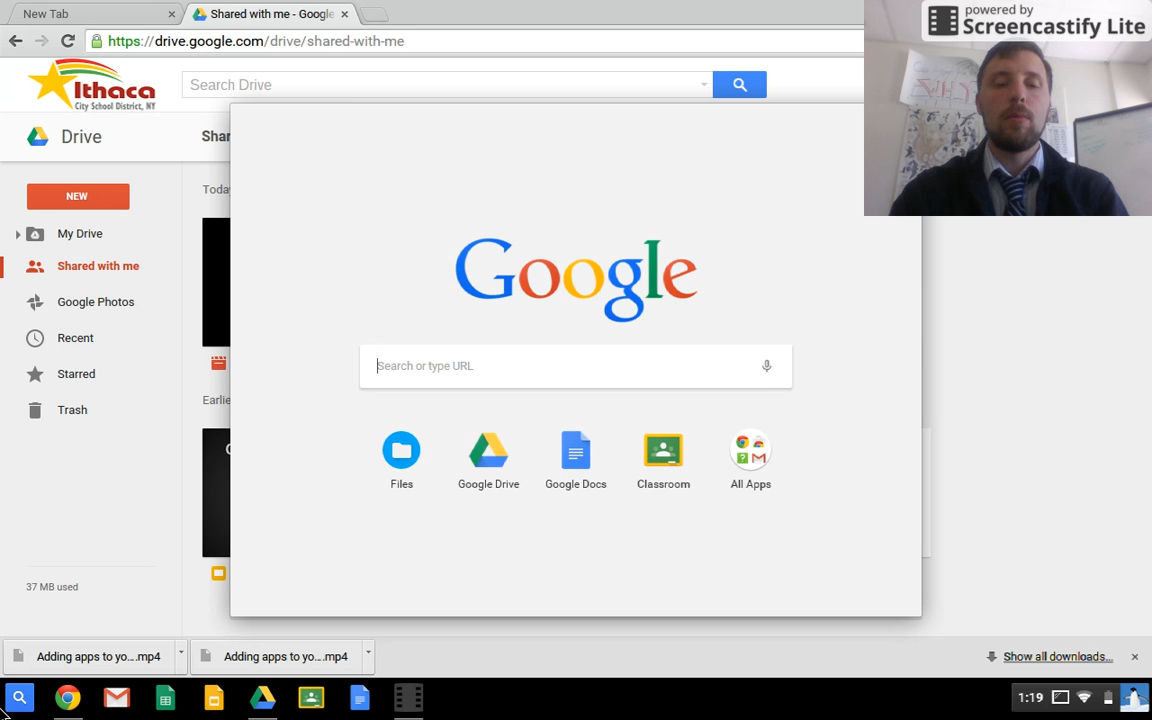 New Tab
Shared with me - Google
powered by
Screencastify Lite
https://drive.google.com/drive/shared-with-me
Ithaca
City School District, NY
Search Drive
Drive
NEW
My Drive
Shared with me
Google Photos
Recent
Starred
Trash
37 MB used
Google
Search or type URL
Files
Google Drive
Google Docs
Classroom
All Apps
WHY?
Adding apps to yo....mp4
Adding apps to yo....mp4
Show all downloads...
1:19